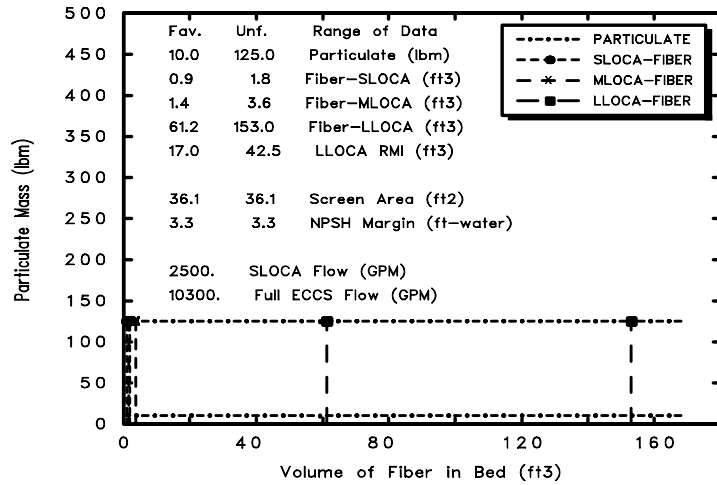 Fav. Unf. Range of Data
10.0 125.0 Particulate (lbm)
0.9 1.8 Fiber-SLOCA (ft3)
1.4 3.6 Fiber-MLOCA (ft3)
61.2 153.0 Fiber-LLOCA (ft3)
17.0 42.5 LLOCA RMI (ft3)
36.1 36.1 Screen Area (ft2)
3.3 3.3 NPSH Margin (ft-water)
2500. SLOCA Flow (GPM)
10300. Full ECCS Flow (GPM)
PARTICULATE
SLOCA-FIBER
MLOCA-FIBER
LLOCA-FIBER
Particulate Mass (lbm)
500
450
400
350
300
250
200
150
100
50
0
0 40 80 120 160
Volume of Fiber in Bed (ft3)